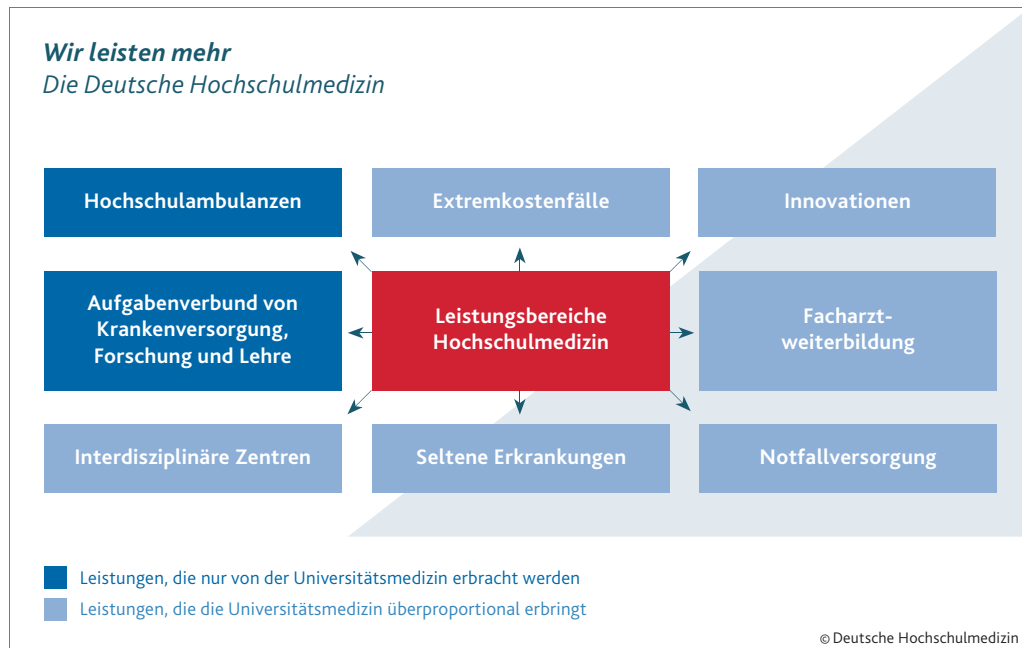 Wir leisten mehr
Die Deutsche Hochschulmedizin
Hochschulambulanzen
Extremkostenfälle
Innovationen
Aufgabenverbund von
Krankenversorgung,
Forschung und Lehre
Leistungsbereiche
Hochschulmedizin
Facharzt-
weiterbildung
Interdisziplinäre Zentren
Seltene Erkrankungen
Notfallversorgung
Leistungen, die nur von der Universitätsmedizin erbracht werden
Leistungen, die die Universitätsmedizin überproportional erbringt
© Deutsche Hochschulmedizin